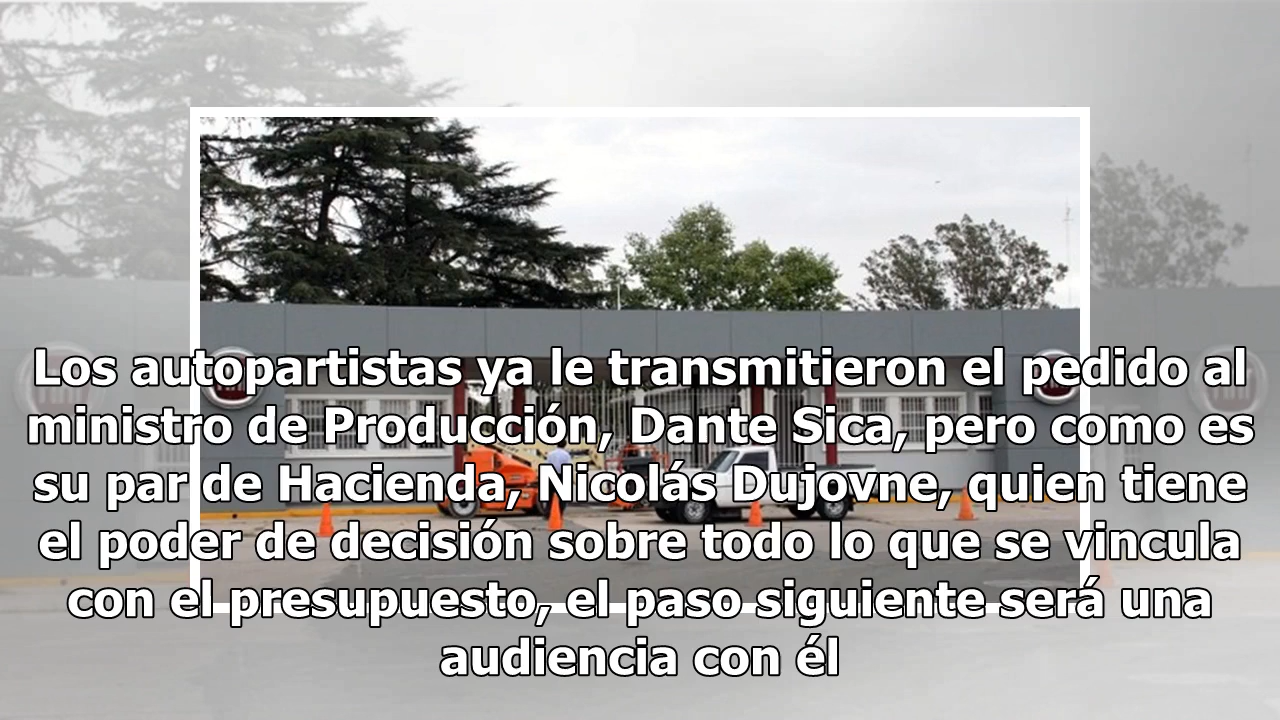 Los autopartistas ya le transmitieron el pedido al
ministro de Producción, Dante Sica, pero como es
su par de Hacienda, Nicolás Dujovne, quien tiene
el poder de decisión sobre todo lo que se vincula
con el presupuesto, el paso siguiente será una
audiencia con él